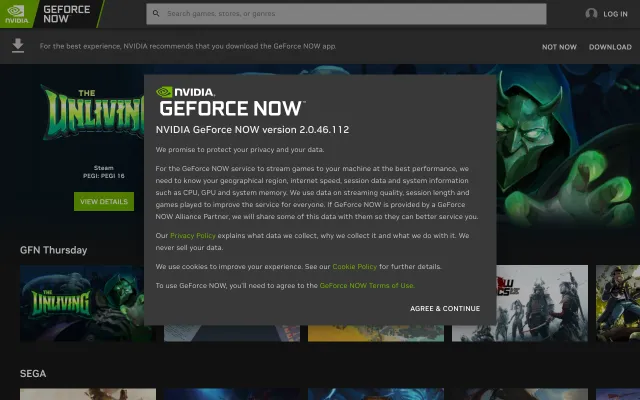 NVIDIA
GEFORCE
NOW
Search games, stores, or genres
LOG IN
For the best experience, NVIDIA recommends that you download the GeForce NOW app.
NOT NOW
DOWNLOAD
THE
UNLIVING
Steam
PEGI: PEGI 16
VIEW DETAILS
NVIDIA.
GEFORCE NOW
NVIDIA GeForce NOW version 2.0.46.112
We promise to protect your privacy and your data.
For the GeForce NOW service to stream games to your machine at the best performance, we
need to know your geographical region, internet speed, session data and system information
such as CPU, GPU and system memory. We use data on streaming quality, session length and
games played to improve the service for everyone. If GeForce NOW is provided by a GeForce
NOW Alliance Partner, we will share some of this data with them so they can better service you.
Our Privacy Policy explains what data we collect, why we collect it and what we do with it. We
never sell your data.
We use cookies to improve your experience. See our Cookie Policy for further details.
To use GeForce NOW, you'll need to agree to the GeForce NOW Terms of Use.
AGREE & CONTINUE
GFN Thursday
THE
UNLIVING
SEGA